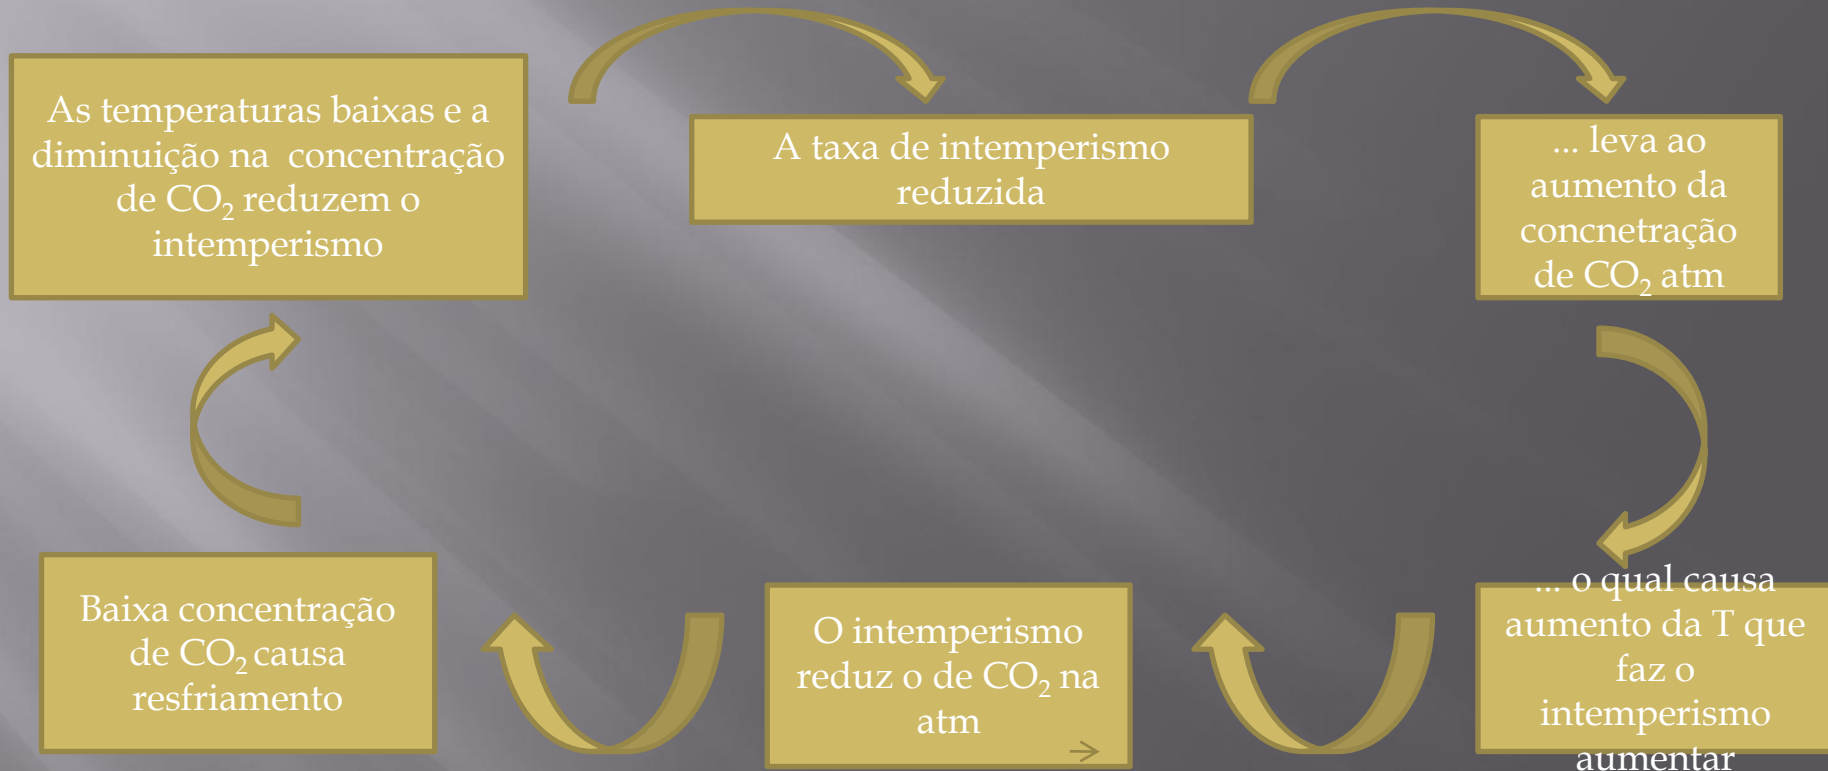 As temperaturas baixas e a
diminuição na concentração
de CO₂ reduzem o
intemperismo
A taxa de intemperismo
reduzida
... leva ao
aumento da
concnetração
de CO₂ atm
... o qual causa
aumento da T que
faz o
intemperismo
aumentar
O intemperismo
reduz o de CO₂ na
atm
Baixa concentração
de CO₂ causa
resfriamento